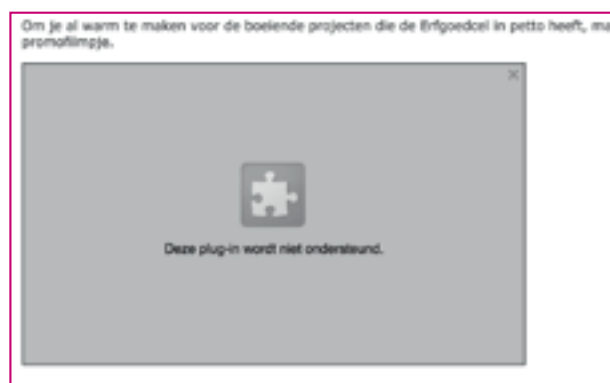 Om je al warm te maken voor de boeiende projecten die de Erfgoedcel in petto heeft, ma
promofilmpje.
Deze plug-in wordt niet ondersteund.